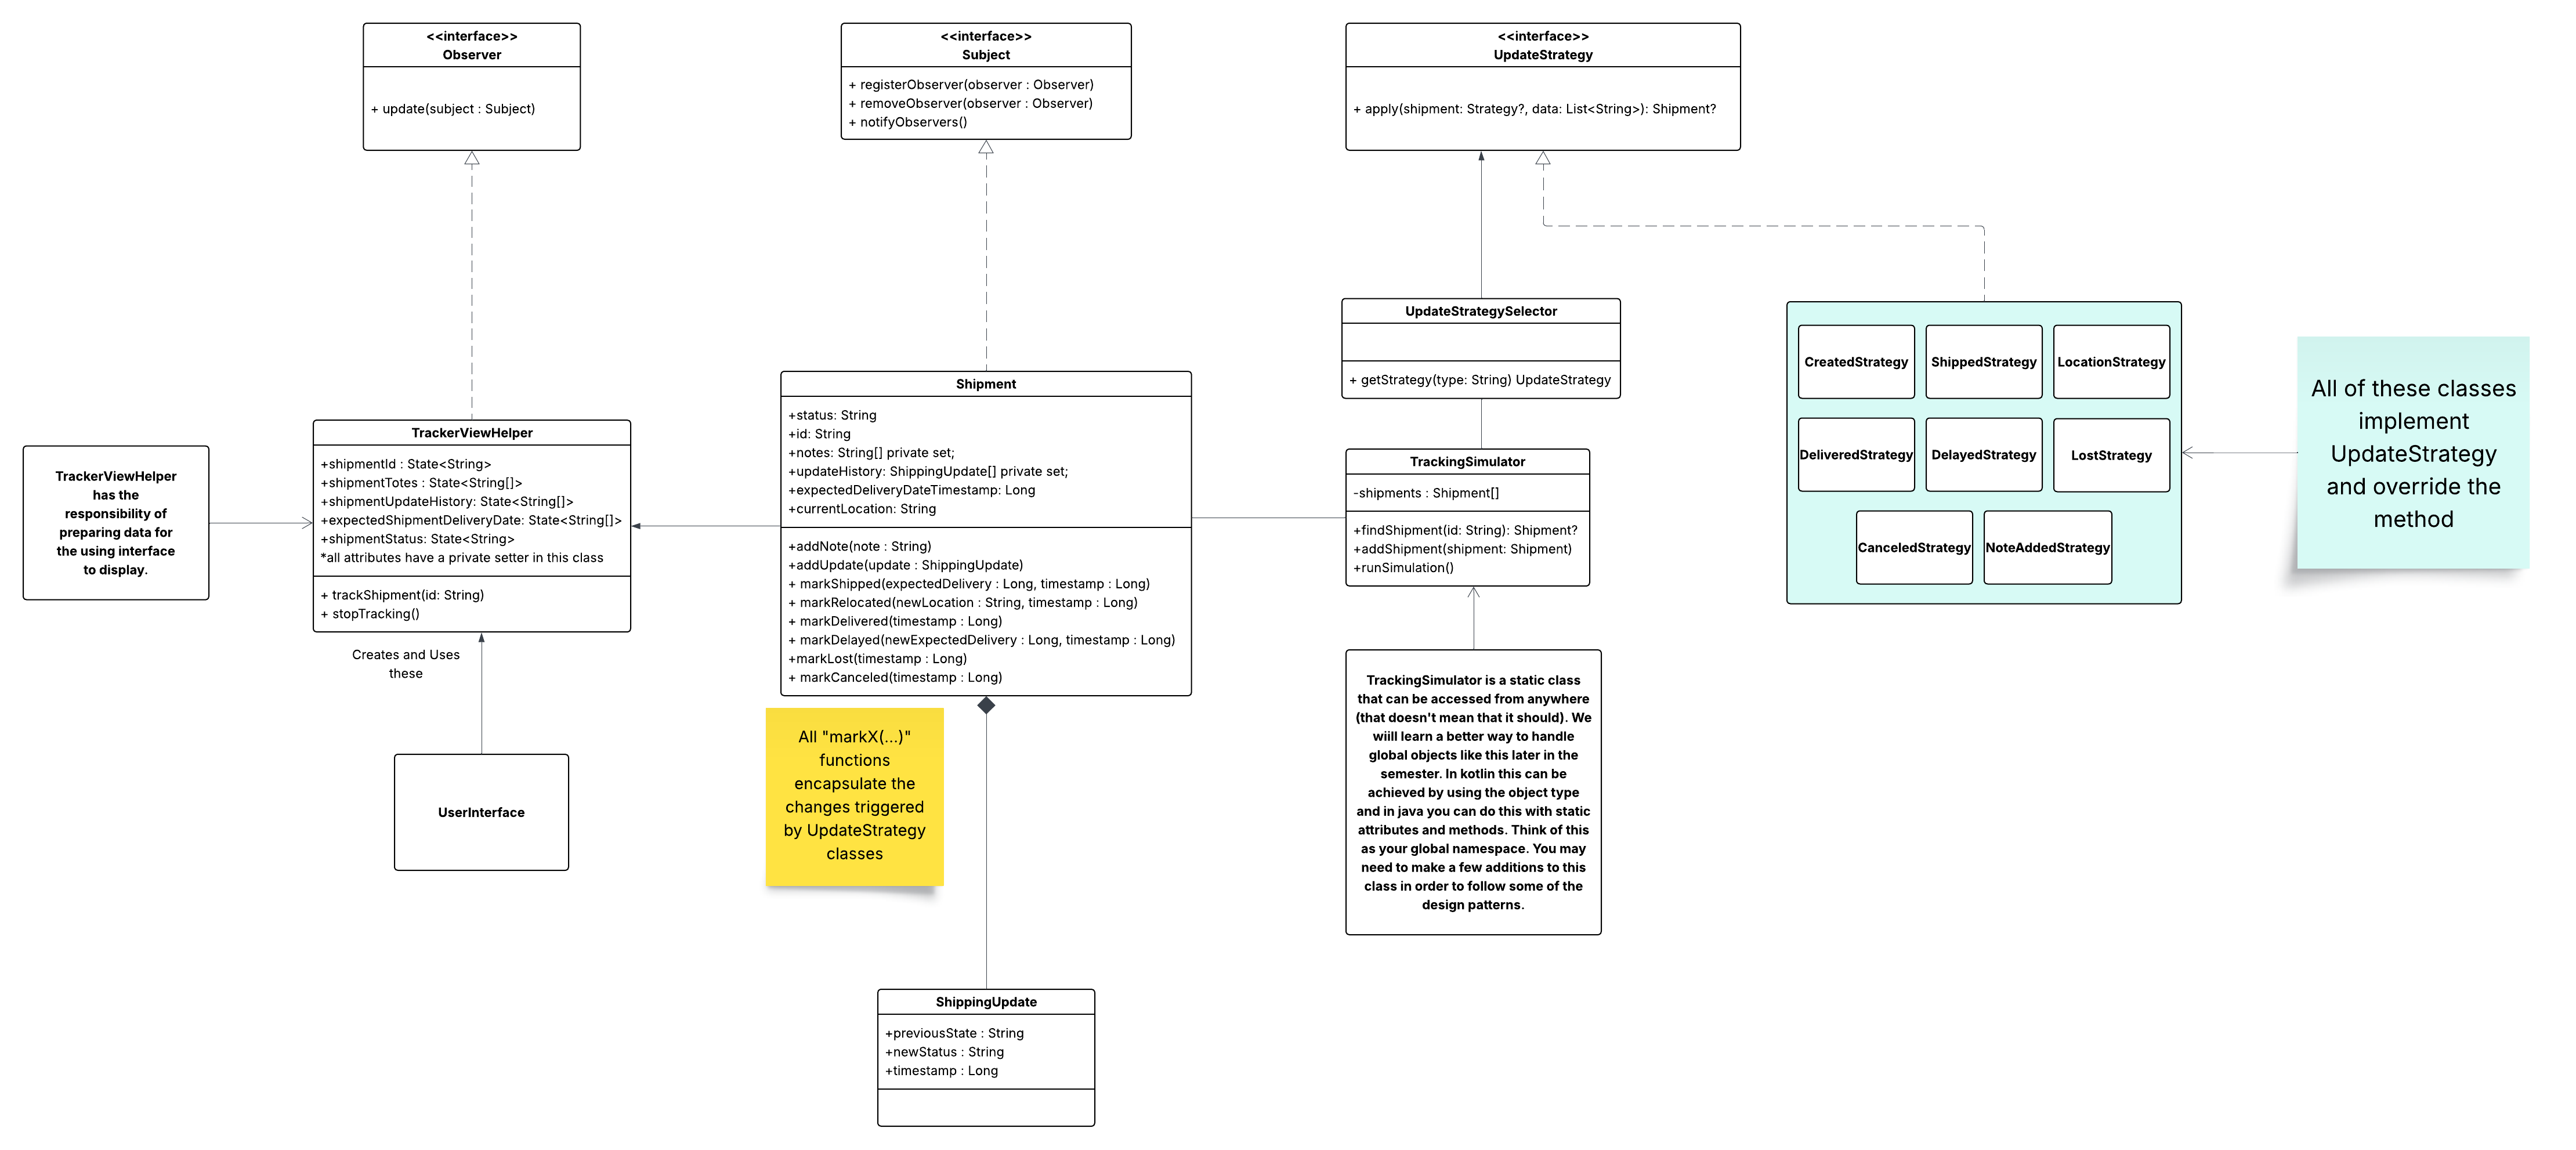 <<interface>>
Observer
+ update(subject : Subject)
<<interface>>
Subject
+ registerObserver(observer : Observer)
+ removeObserver(observer : Observer)
+ notifyObservers()
<<interface>>
UpdateStrategy
+ apply(shipment: Strategy?, data: List<String>): Shipment?
TrackerViewHelper
has the
responsibility of
preparing data for
the using interface
to display.
TrackerViewHelper
+shipmentId : State<String>
+shipmentTotes : State<String[]>
+shipmentUpdateHistory: State<String[]>
+expectedShipmentDeliveryDate: State<String[]>
+shipmentStatus: State<String>
*all attributes have a private setter in this class
+ trackShipment(id: String)
+ stopTracking()
Creates and Uses
these
UserInterface
Shipment
+status: String
+id: String
+notes: String[] private set;
+updateHistory: ShippingUpdate[] private set;
+expectedDeliveryDateTimestamp: Long
+currentLocation: String
+addNote(note : String)
+addUpdate(update : ShippingUpdate)
+ markShipped(expectedDelivery : Long, timestamp : Long)
+ markRelocated(newLocation : String, timestamp : Long)
+ markDelivered(timestamp : Long)
+ markDelayed(newExpectedDelivery : Long, timestamp : Long)
+markLost(timestamp : Long)
+ markCanceled(timestamp : Long)
All "markX(...)"
functions
encapsulate the
changes triggered
by UpdateStrategy
classes
ShippingUpdate
+previousState : String
+newStatus : String
+timestamp : Long
UpdateStrategySelector
+ getStrategy(type: String) UpdateStrategy
TrackingSimulator
-shipments : Shipment[]
+findShipment(id: String): Shipment?
+addShipment(shipment: Shipment)
+runSimulation()
TrackingSimulator is a static class
that can be accessed from anywhere
(that doesn't mean that it should). We
wiill learn a better way to handle
global objects like this later in the
semester. In kotlin this can be
achieved by using the object type
and in java you can do this with static
attributes and methods. Think of this
as your global namespace. You may
need to make a few additions to this
class in order to follow some of the
design patterns.
CreatedStrategy
ShippedStrategy
LocationStrategy
DeliveredStrategy
DelayedStrategy
LostStrategy
CanceledStrategy
NoteAddedStrategy
All of these classes
implement
UpdateStrategy
and override the
method